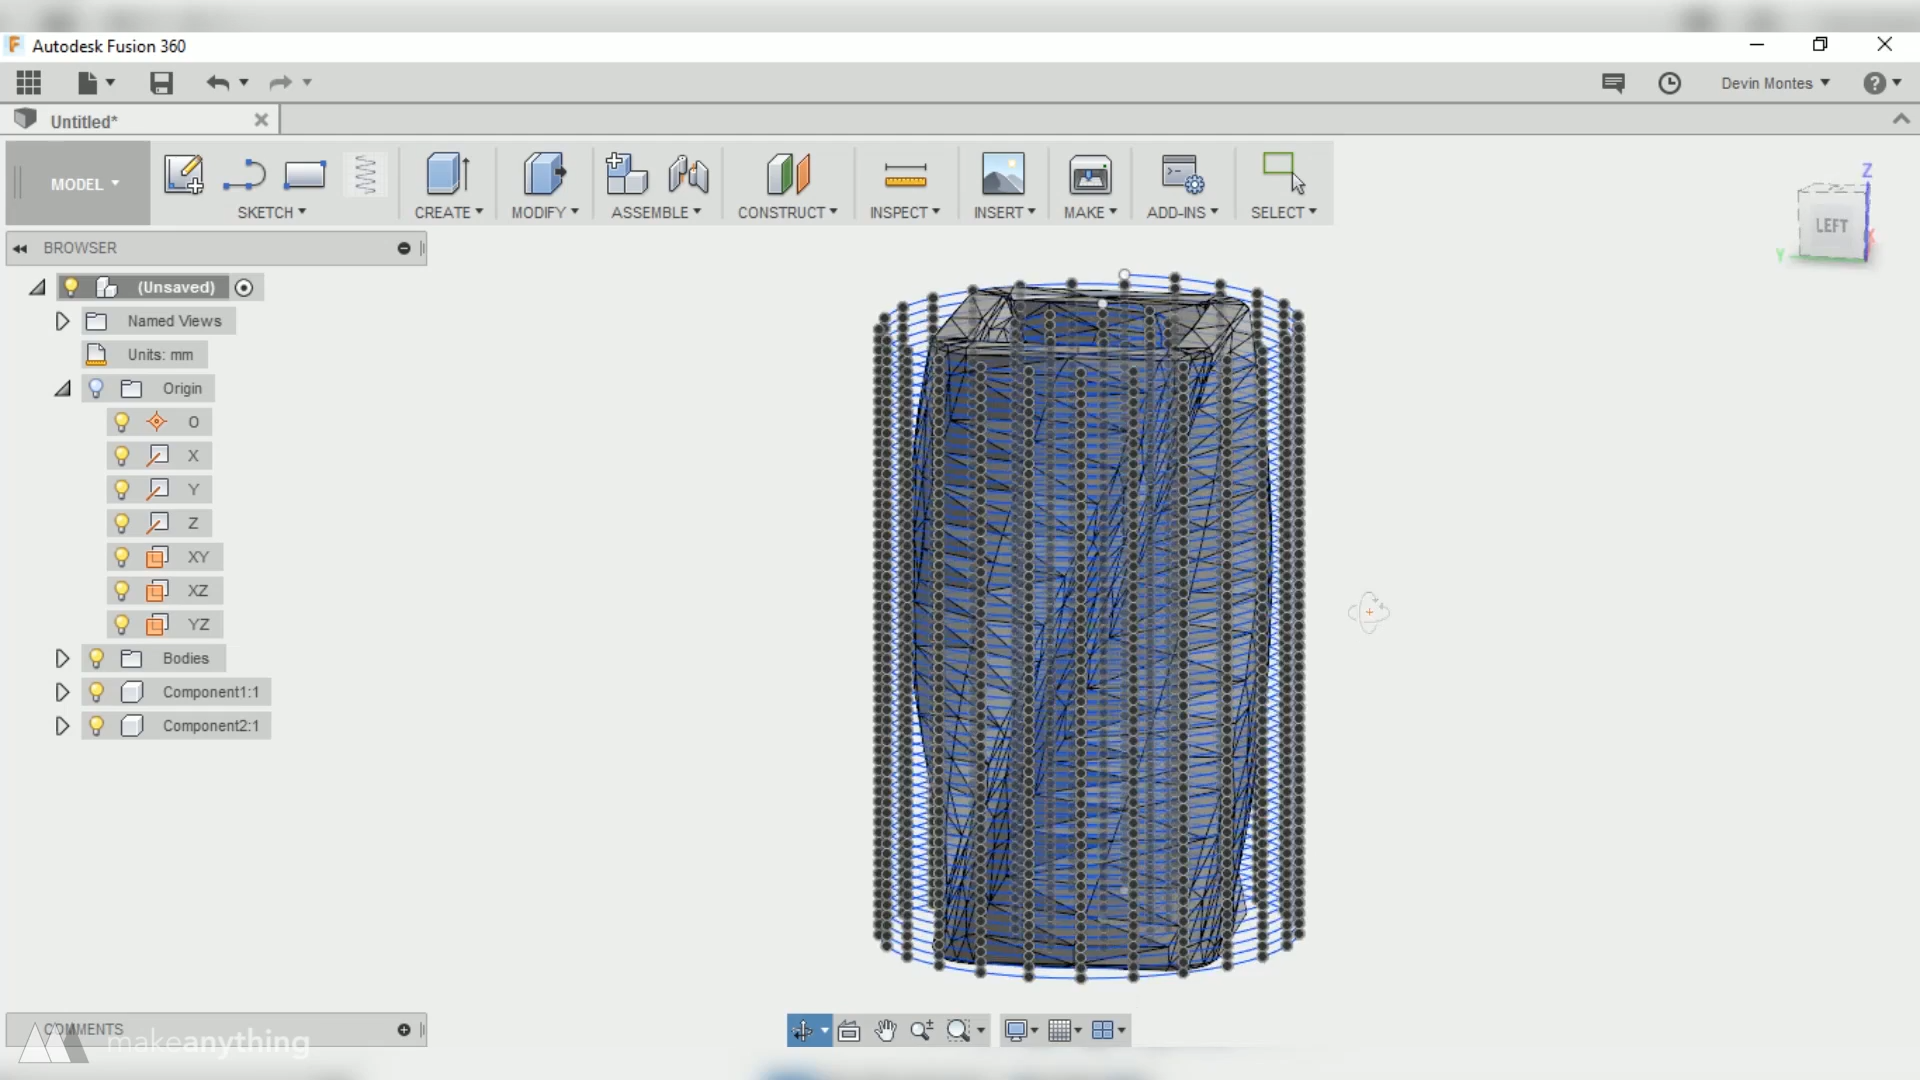 Autodesk Fusion 360
Devin Montes
Untitled*
MODEL
SKETCH
CREATE
MODIFY
ASSEMBLE
CONSTRUCT
INSPECT
INSERT
MAKE
ADD-INS
SELECT
Z
LEFT
X
Y
BROWSER
(Unsaved)
Named Views
Units: mm
Origin
O
X
Y
Z
XY
XZ
YZ
Bodies
Component1:1
Component2:1
COMMENTS
makeanything